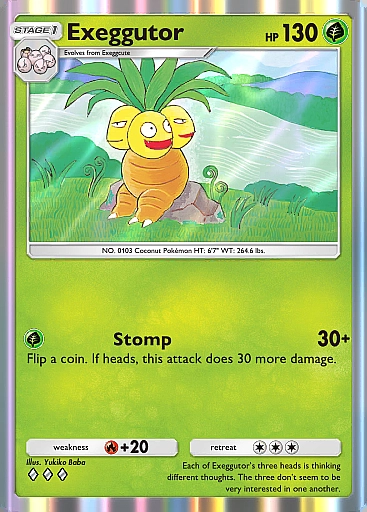 STAGE 1 Exeggutor HP 130
Evolves from Exeggcute
NO. 0103 Coconut Pokémon HT: 6'7" WT: 264.6 lbs.
Stomp 30+
Flip a coin. If heads, this attack does 30 more damage.
weakness +20 retreat
Illus. Yukiko Baba
Each of Exeggutor's three heads is thinking
different thoughts. The three don't seem to be
very interested in one another.